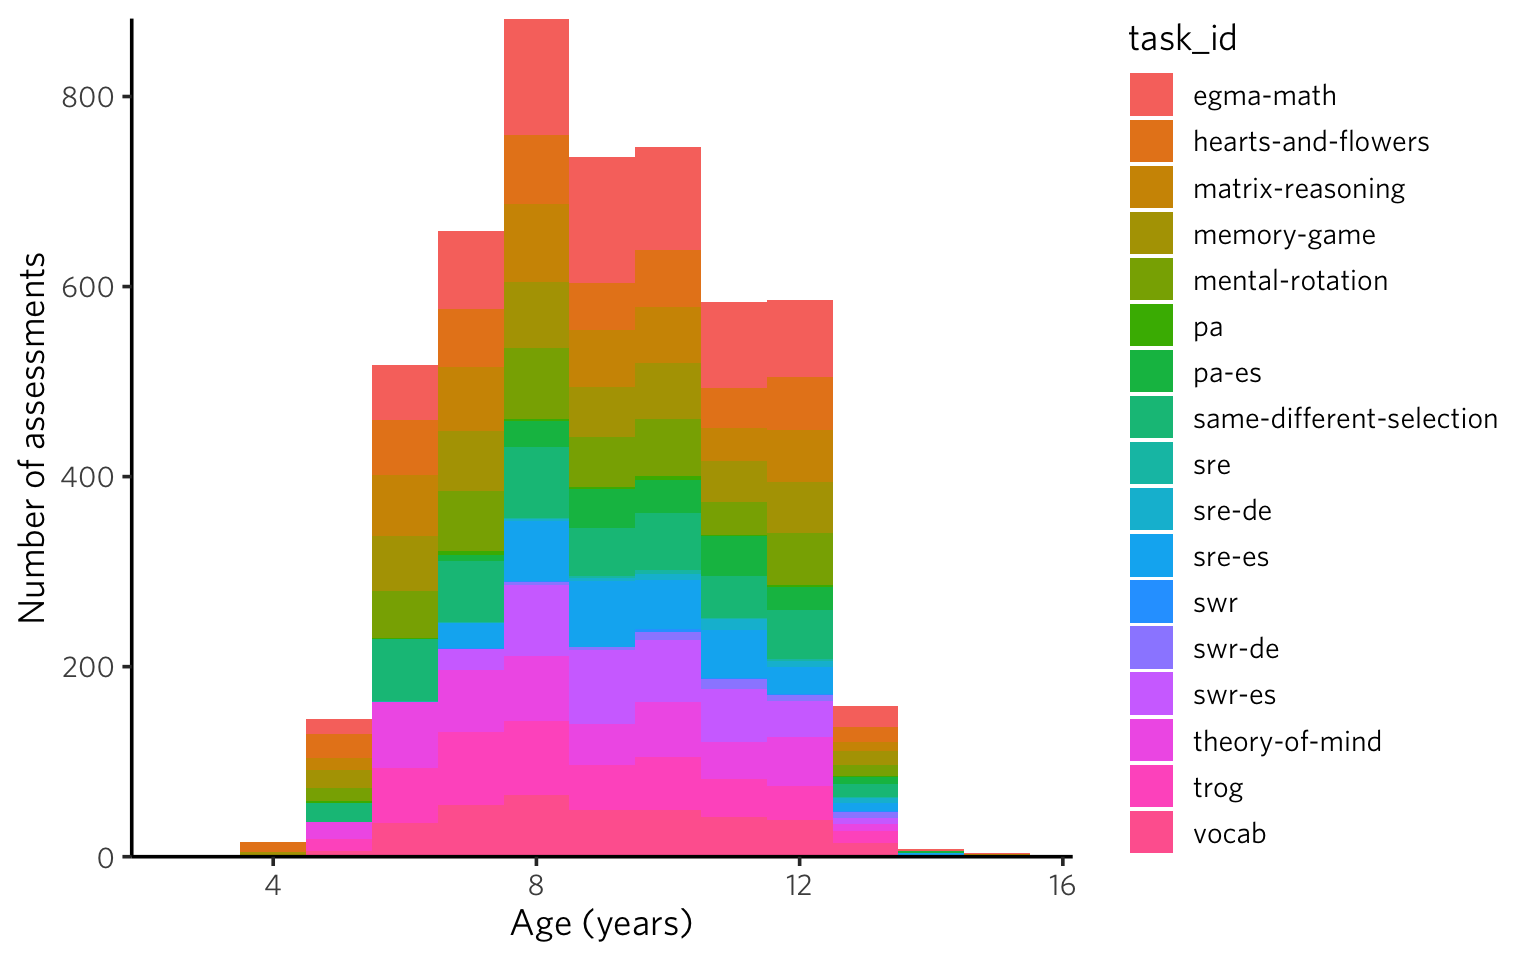 task_id
egma-math
hearts-and-flowers
matrix-reasoning
memory-game
mental-rotation
pa
pa-es
same-different-selection
sre
sre-de
sre-es
swr
swr-de
swr-es
theory-of-mind
trog
vocab
Number of assessments
800
600
400
200
0
4 8 12 16
Age (years)